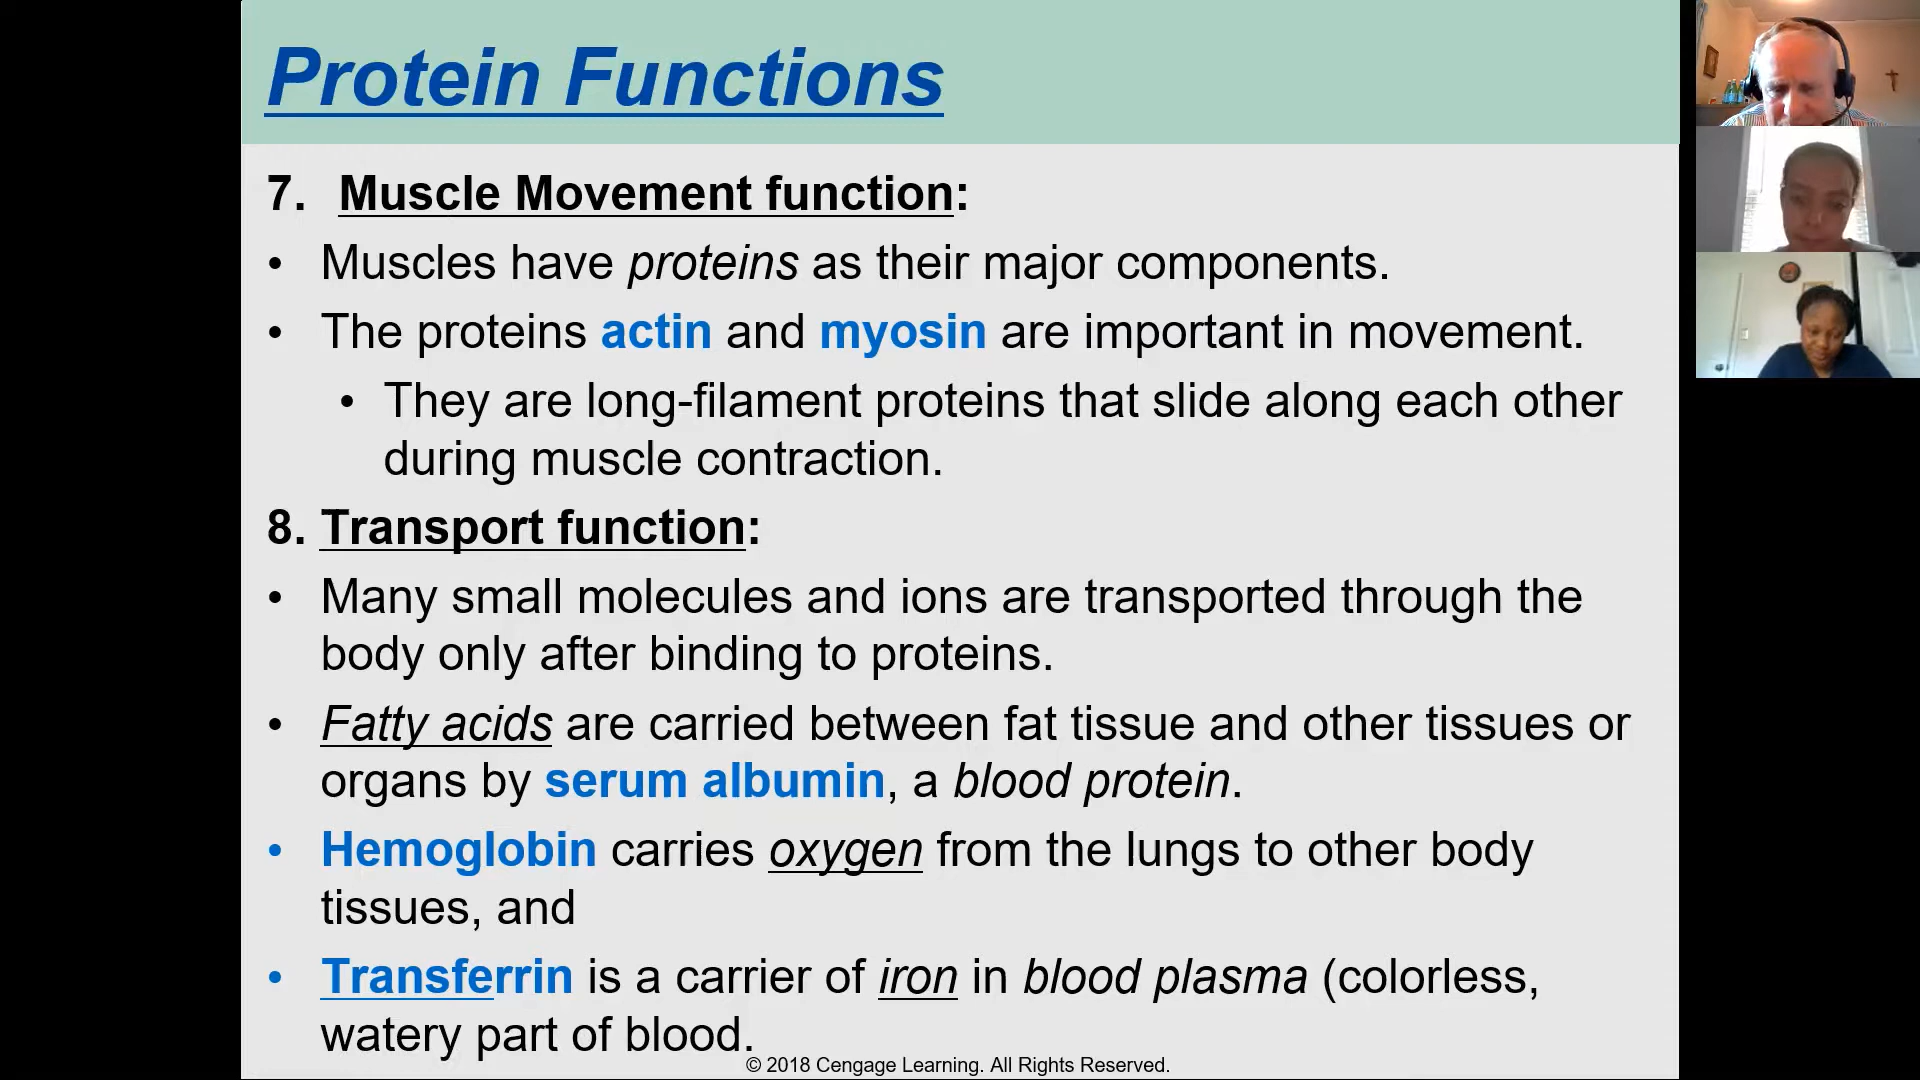 Protein Functions
7. Muscle Movement function:
• Muscles have proteins as their major components.
• The proteins actin and myosin are important in movement.
• They are long-filament proteins that slide along each other
during muscle contraction.
8. Transport function:
• Many small molecules and ions are transported through the
body only after binding to proteins.
• Fatty acids are carried between fat tissue and other tissues or
organs by serum albumin, a blood protein.
• Hemoglobin carries oxygen from the lungs to other body
tissues, and
• Transferrin is a carrier of iron in blood plasma (colorless,
watery part of blood.
© 2018 Cengage Learning. All Rights Reserved.